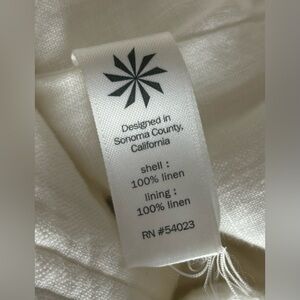 Designed in
Sonoma County,
California
shell :
100% linen
lining :
100% linen
RN #54023